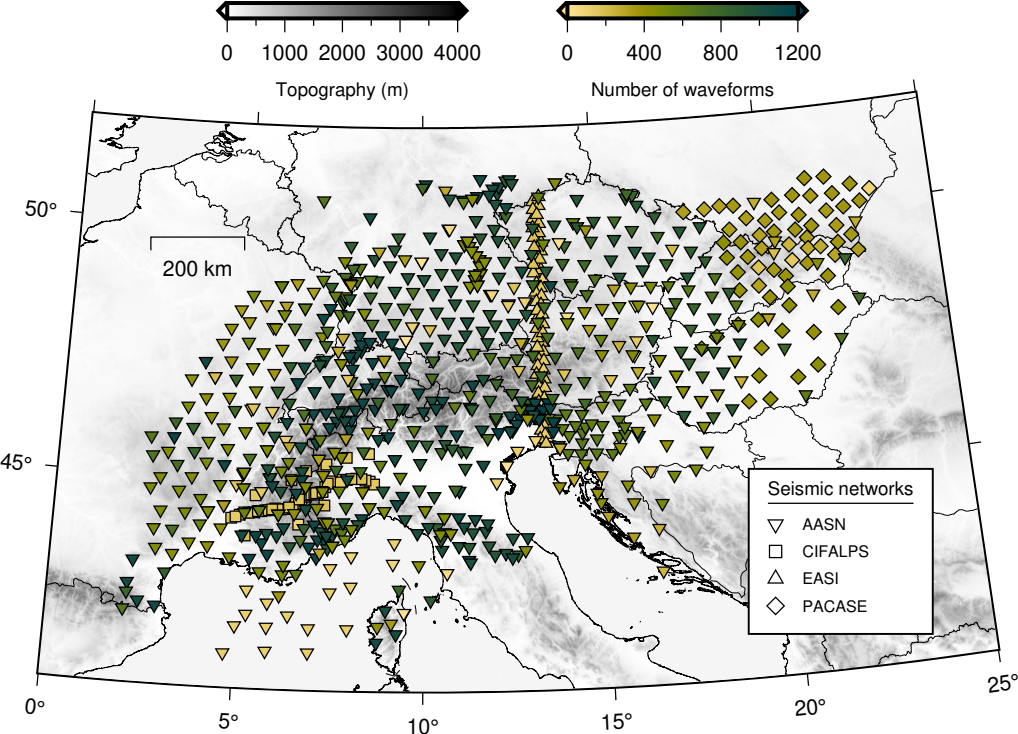 0 1000 2000 3000 4000
Topography (m)
0 400 800 1200
Number of waveforms
50°
200 km
45°
Seismic networks
AASN
CIFALPS
EASI
PACASE
0°
5°
10°
15°
20°
25°